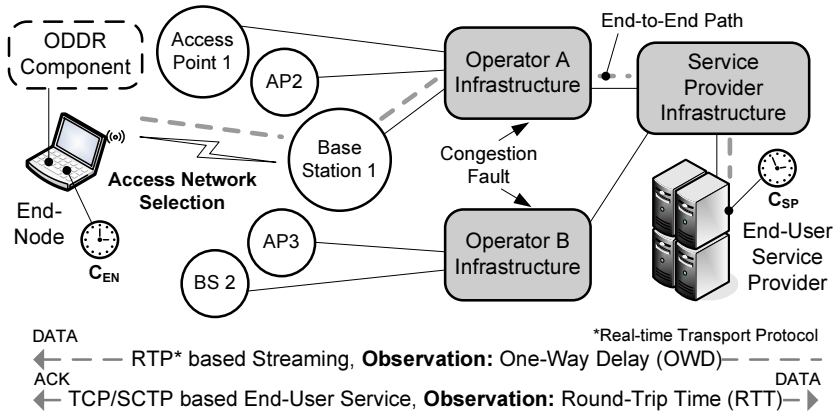 ODDR
Component
Access
Point 1
AP2
Operator A
Infrastructure
End-to-End Path
Service
Provider
Infrastructure
Base
Station 1
Congestion
Fault
Access Network
Selection
End-
Node
C_EN
AP3
BS 2
Operator B
Infrastructure
C_SP
End-User
Service
Provider
DATA
*Real-time Transport Protocol
RTP* based Streaming, Observation: One-Way Delay (OWD)
ACK
DATA
TCP/SCTP based End-User Service, Observation: Round-Trip Time (RTT)